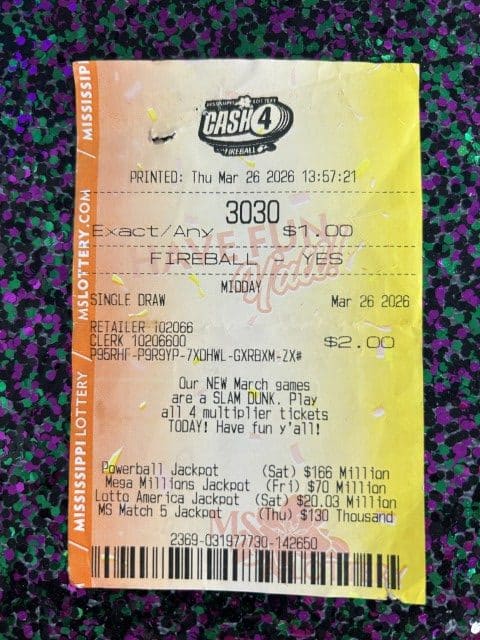 MISSISSIPPI LOTTERY
CASH 4
FIREBALL
PRINTED: Thu Mar 26 2026 13:57:21
3030
Exact/Any $1.00
FIREBALL - YES
HAVE FUN
Y'all!
MIDDAY
SINGLE DRAW Mar 26 2026
RETAILER 102066
CLERK 10206600 $2.00
P95RHF-P9R9YP-7XDHWL-GXRBXM-ZX#
Our NEW March games
are a SLAM DUNK. Play
all 4 multiplier tickets
TODAY! Have fun y'all!
Powerball Jackpot (Sat) $166 Million
Mega Millions Jackpot (Fri) $70 Million
Lotto America Jackpot (Sat) $20.03 Million
MS Match 5 Jackpot (Thu) $130 Thousand
2369-031977730-142650
MISSISSIPPI LOTTERY / MSLOTTERY.COM / MISSISSIP